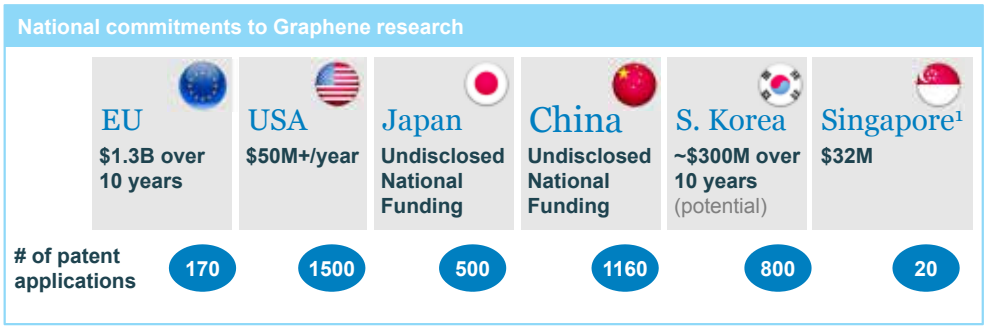 National commitments to Graphene research
EU
$1.3B over
10 years
USA
$50M+/year
Japan
Undisclosed
National
Funding
China
Undisclosed
National
Funding
S. Korea
~$300M over
10 years
(potential)
Singapore¹
$32M
# of patent
applications
170
1500
500
1160
800
20